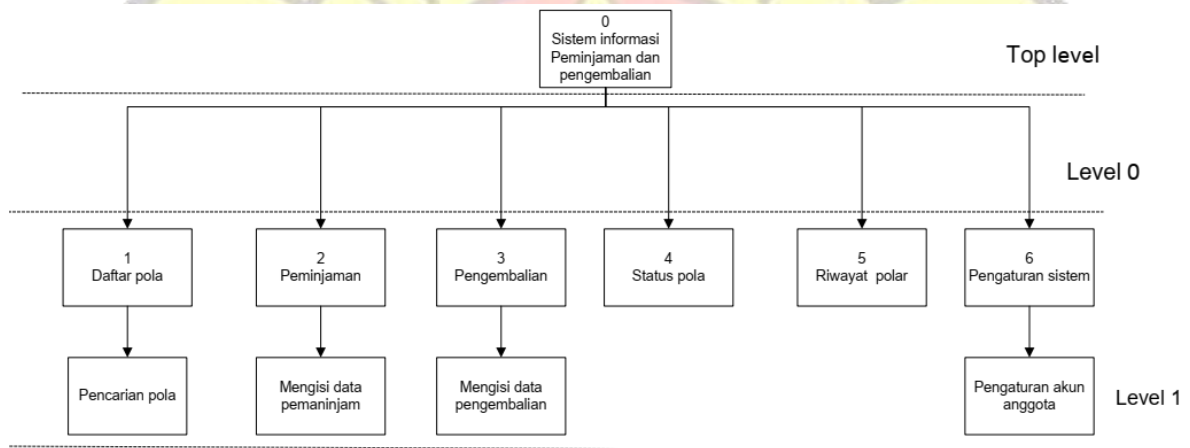 0
Sistem informasi
Peminjaman dan
pengembalian
Top level
Level 0
1
Daftar pola
2
Peminjaman
3
Pengembalian
4
Status pola
5
Riwayat polar
6
Pengaturan sistem
Pencarian pola
Mengisi data
pemaninjam
Mengisi data
pengembalian
Pengaturan akun
anggota
Level 1